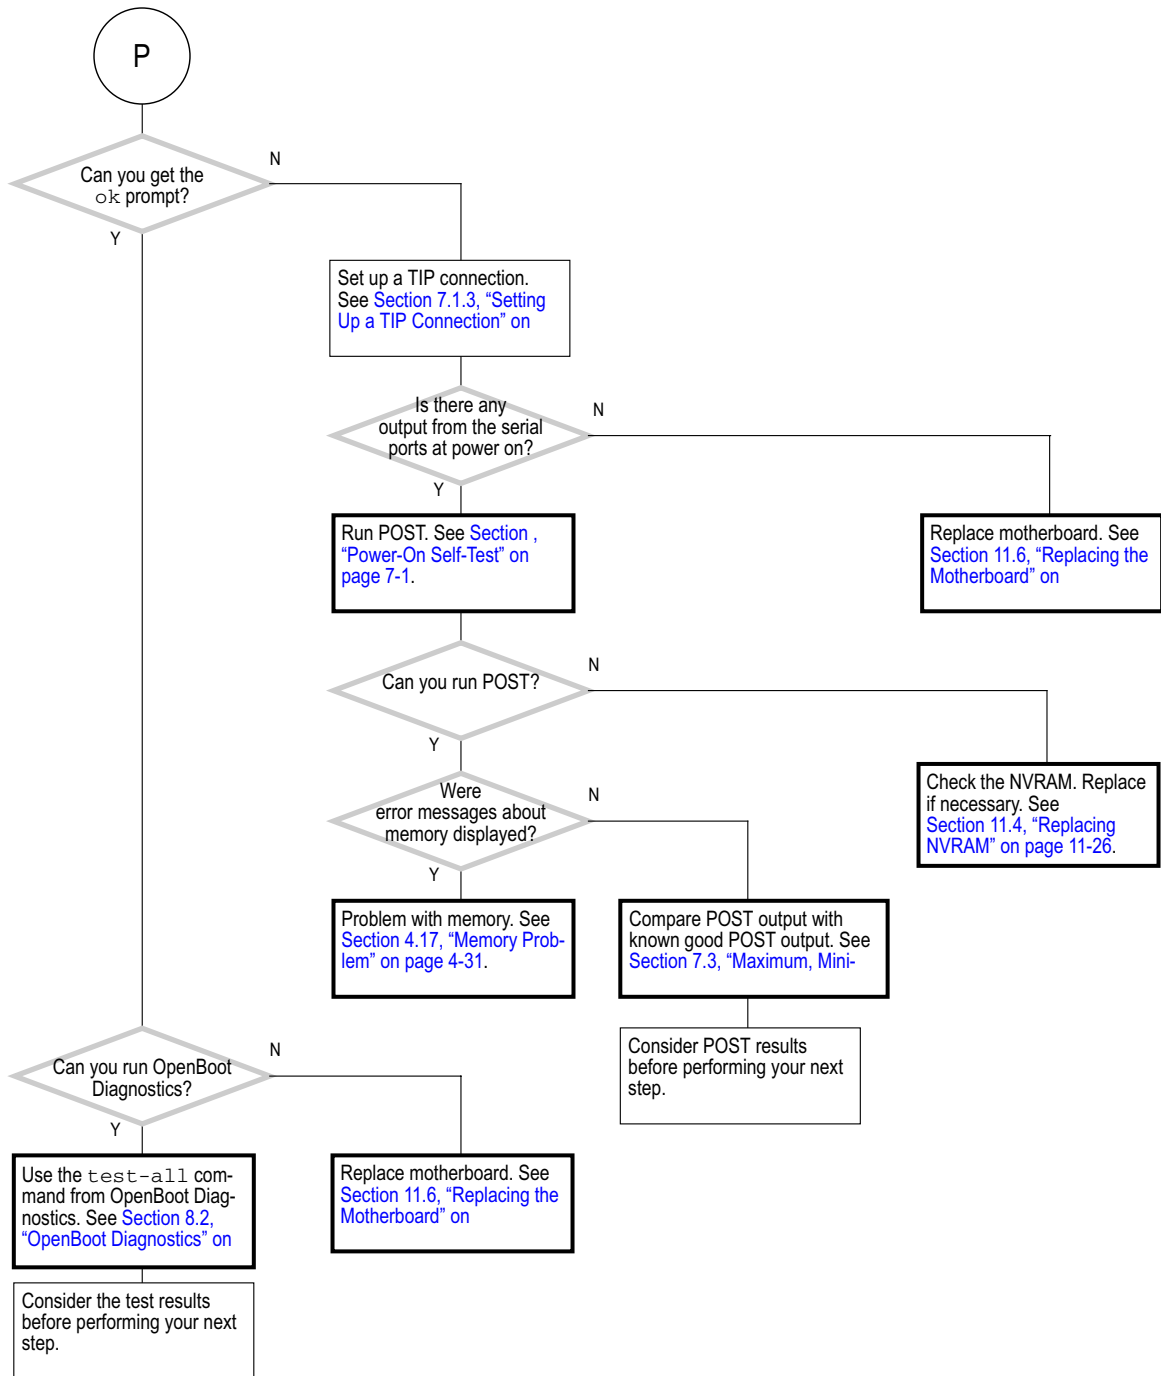 P
Can you get the
ok prompt?
N
Y
Set up a TIP connection.
See Section 7.1.3, “Setting
Up a TIP Connection” on
Is there any
output from the serial
ports at power on?
N
Y
Run POST. See Section ,
“Power-On Self-Test” on
page 7-1.
Replace motherboard. See
Section 11.6, “Replacing the
Motherboard” on
Can you run POST?
N
Y
Check the NVRAM. Replace
if necessary. See
Section 11.4, “Replacing
NVRAM” on page 11-26.
Were
error messages about
memory displayed?
N
Y
Problem with memory. See
Section 4.17, “Memory Prob-
lem” on page 4-31.
Compare POST output with
known good POST output. See
Section 7.3, “Maximum, Mini-
Consider POST results
before performing your next
step.
Can you run OpenBoot
Diagnostics?
N
Y
Use the test-all com-
mand from OpenBoot Diag-
nostics. See Section 8.2,
“OpenBoot Diagnostics” on
Replace motherboard. See
Section 11.6, “Replacing the
Motherboard” on
Consider the test results
before performing your next
step.